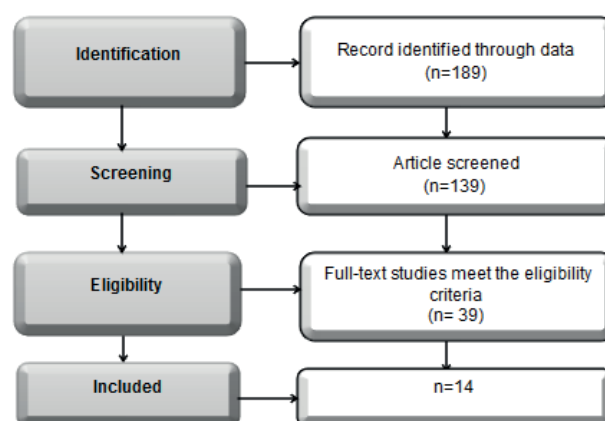 Identification
Record identified through data
(n=189)
Screening
Article screened
(n=139)
Eligibility
Full-text studies meet the eligibility
criteria
(n= 39)
Included
n=14